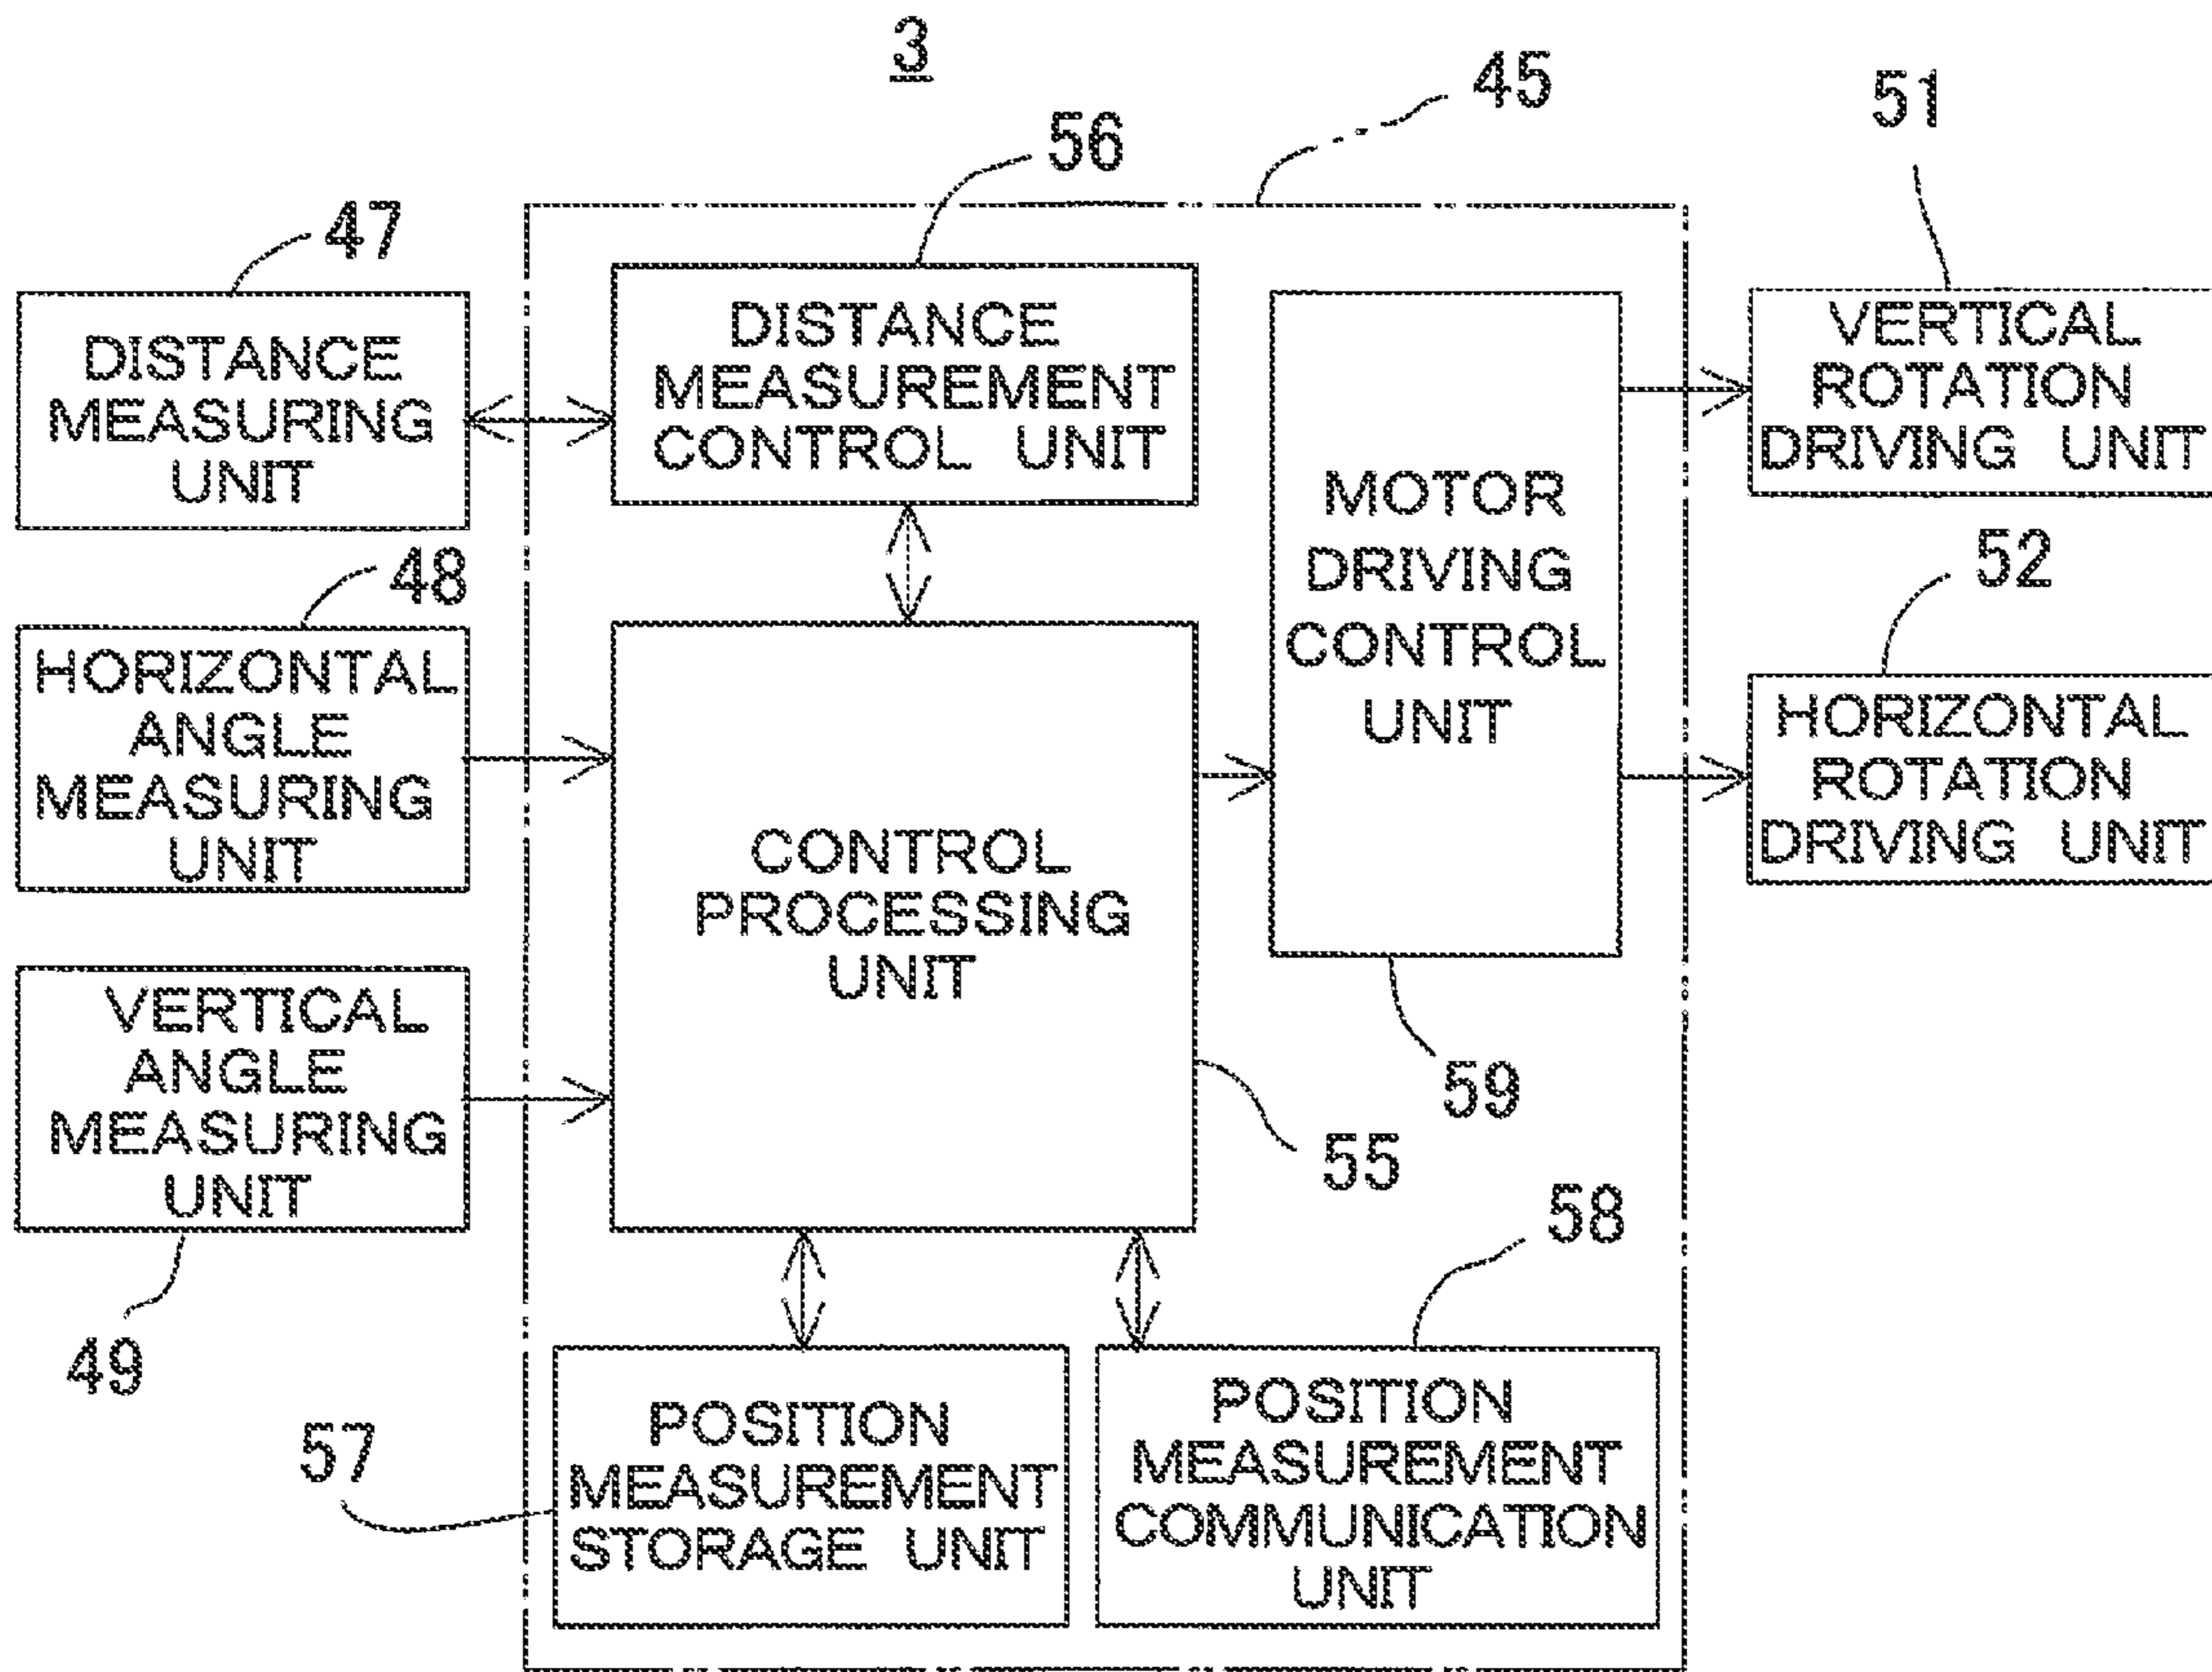 3
45
51
56
47
DISTANCE
MEASURING
UNIT
DISTANCE
MEASUREMENT
CONTROL UNIT
VERTICAL
ROTATION
DRIVING UNIT
MOTOR
DRIVING
CONTROL
UNIT
48
52
HORIZONTAL
ANGLE
MEASURING
UNIT
HORIZONTAL
ROTATION
DRIVING UNIT
CONTROL
PROCESSING
UNIT
VERTICAL
ANGLE
MEASURING
UNIT
59
55
58
49
57
POSITION
MEASUREMENT
STORAGE UNIT
POSITION
MEASUREMENT
COMMUNICATION
UNIT